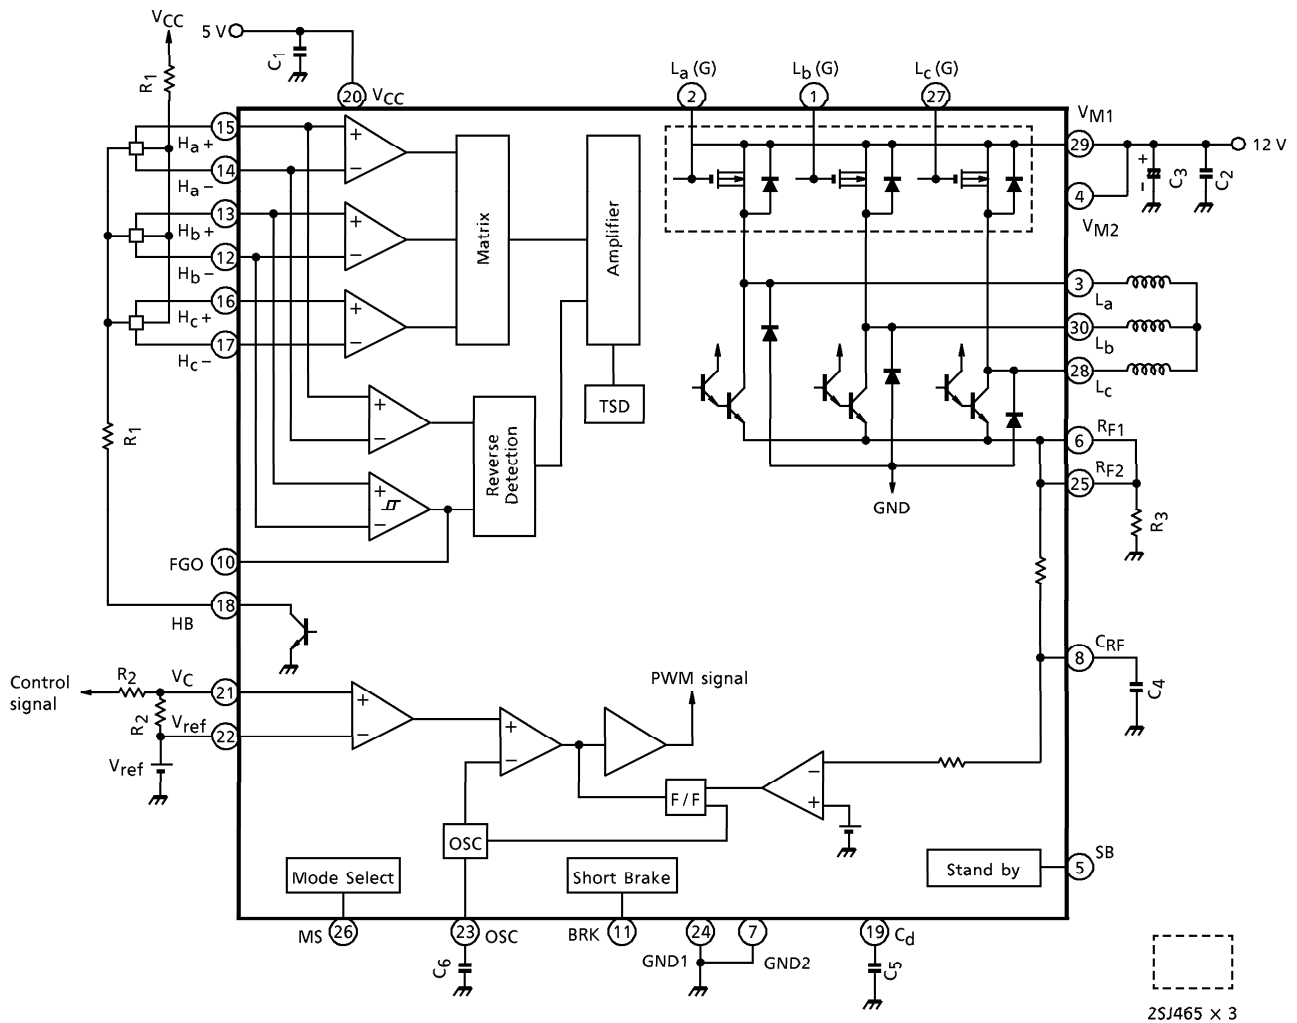 VCC
5 V
C1
R1
20
VCC
La (G)
Lb (G)
Lc (G)
2
1
27
VM1
29
12 V
C3
C2
+
-
4
VM2
15
Ha+
14
Ha−
13
Hb+
12
Hb−
16
Hc+
17
Hc−
+
−
+
−
+
−
Matrix
Amplifier
TSD
3
La
30
Lb
28
Lc
+
−
+
−
Reverse
Detection
R1
6
RF1
25
RF2
R3
GND
FGO
10
18
HB
8
CRF
C4
Control
signal
R2
VC
21
R2
Vref
22
Vref
+
−
+
−
PWM signal
F / F
−
+
OSC
Mode Select
Short Brake
Stand by
5
SB
MS
26
23
OSC
BRK
11
24
7
GND1
GND2
19
Cd
C6
C5
2SJ465 × 3